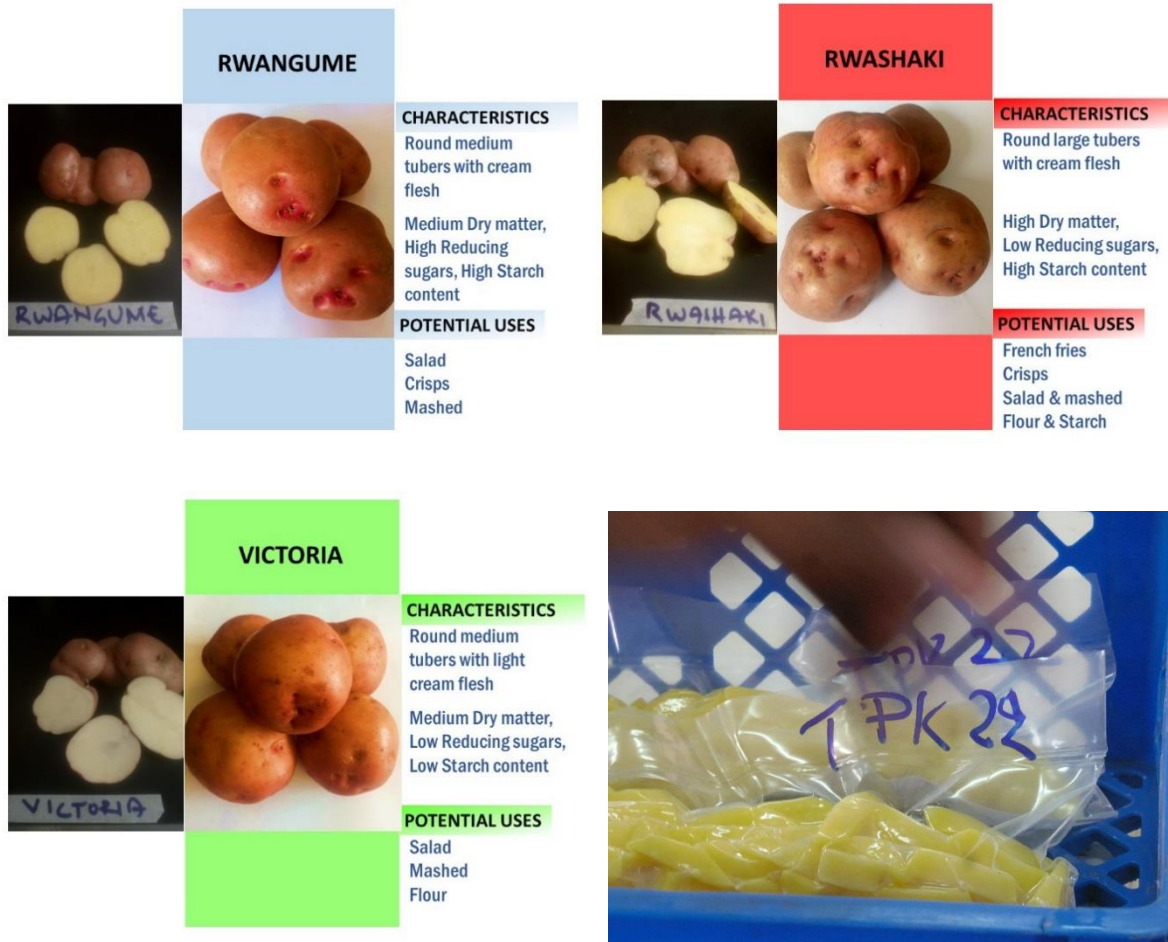 RWANGUME
CHARACTERISTICS
Round medium
tubers with cream
flesh
Medium Dry matter,
High Reducing
sugars, High Starch
content
POTENTIAL USES
Salad
Crisps
Mashed
RWANGUME
RWASHAKI
CHARACTERISTICS
Round large tubers
with cream flesh
High Dry matter,
Low Reducing sugars,
High Starch content
POTENTIAL USES
French fries
Crisps
Salad & mashed
Flour & Starch
RWAIHAKI
VICTORIA
CHARACTERISTICS
Round medium
tubers with light
cream flesh
Medium Dry matter,
Low Reducing sugars,
Low Starch content
POTENTIAL USES
Salad
Mashed
Flour
VICTORIA
TPK 22